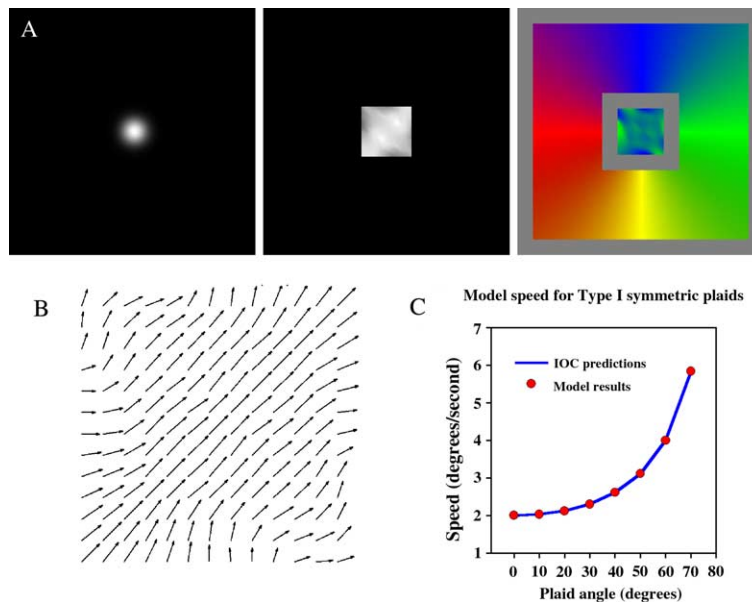 A
B
C
Model speed for Type I symmetric plaids
7
6
5
4
3
2
1
IOC predictions
Model results
Speed (degrees/second)
0 10 20 30 40 50 60 70 80
Plaid angle (degrees)